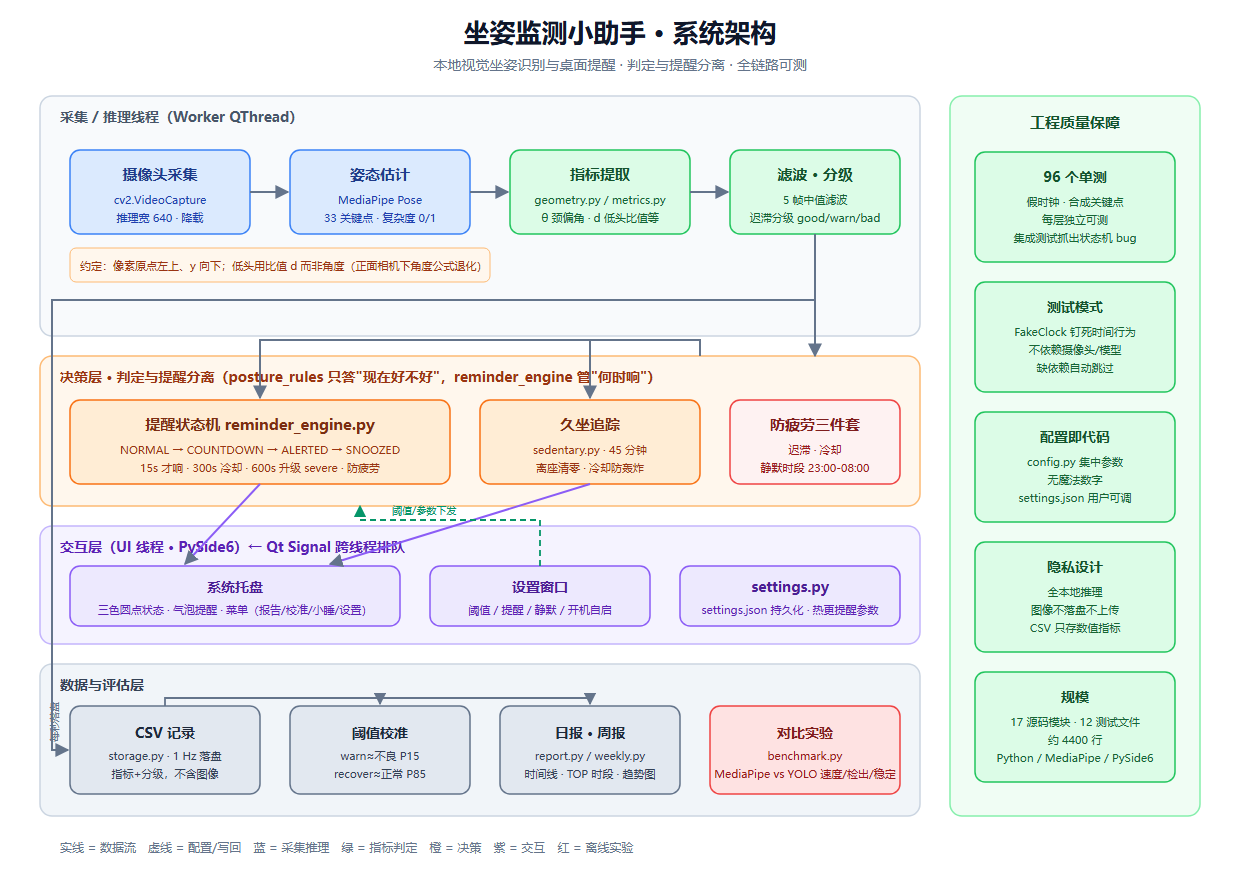 坐姿监测小助手 • 系统架构
本地视觉坐姿识别与桌面提醒 · 判定与提醒分离 · 全链路可测
采集 / 推理线程（Worker QThread）
摄像头采集
cv2.VideoCapture
推理宽 640 · 降载
姿态估计
MediaPipe Pose
33 关键点 · 复杂度 0/1
指标提取
geometry.py / metrics.py
θ 颈偏角 · d 低头比值等
滤波 · 分级
5 帧中值滤波
迟滞分级 good/warn/bad
约定：像素原点左上、y 向下；低头用比值 d 而非角度（正面相机下角度公式退化）
决策层 • 判定与提醒分离（posture_rules 只答"现在好不好"，reminder_engine 管"何时响"）
提醒状态机 reminder_engine.py
NORMAL → COUNTDOWN → ALERTED → SNOOZED
15s 才响 · 300s 冷却 · 600s 升级 severe · 防疲劳
久坐追踪
sedentary.py · 45 分钟
离座清零 · 冷却防轰炸
防疲劳三件套
迟滞 · 冷却
静默时段 23:00-08:00
阈值/参数下发
交互层（UI 线程 • PySide6）← Qt Signal 跨线程排队
系统托盘
三色圆点状态 · 气泡提醒 · 菜单（报告/校准/小睡/设置）
设置窗口
阈值 / 提醒 / 静默 / 开机自启
settings.py
settings.json 持久化 · 热更提醒参数
数据与评估层
每秒落盘
CSV 记录
storage.py · 1 Hz 落盘
指标+分级，不含图像
阈值校准
warn≈不良 P15
recover≈正常 P85
日报 · 周报
report.py / weekly.py
时间线 · TOP 时段 · 趋势图
对比实验
benchmark.py
MediaPipe vs YOLO 速度/检出/稳定
工程质量保障
96 个单测
假时钟 · 合成关键点
每层独立可测
集成测试抓出状态机 bug
测试模式
FakeClock 钉死时间行为
不依赖摄像头/模型
缺依赖自动跳过
配置即代码
config.py 集中参数
无魔法数字
settings.json 用户可调
隐私设计
全本地推理
图像不落盘不上传
CSV 只存数值指标
规模
17 源码模块 · 12 测试文件
约 4400 行
Python / MediaPipe / PySide6
实线 = 数据流 虚线 = 配置/写回 蓝 = 采集推理 绿 = 指标判定 橙 = 决策 紫 = 交互 红 = 离线实验